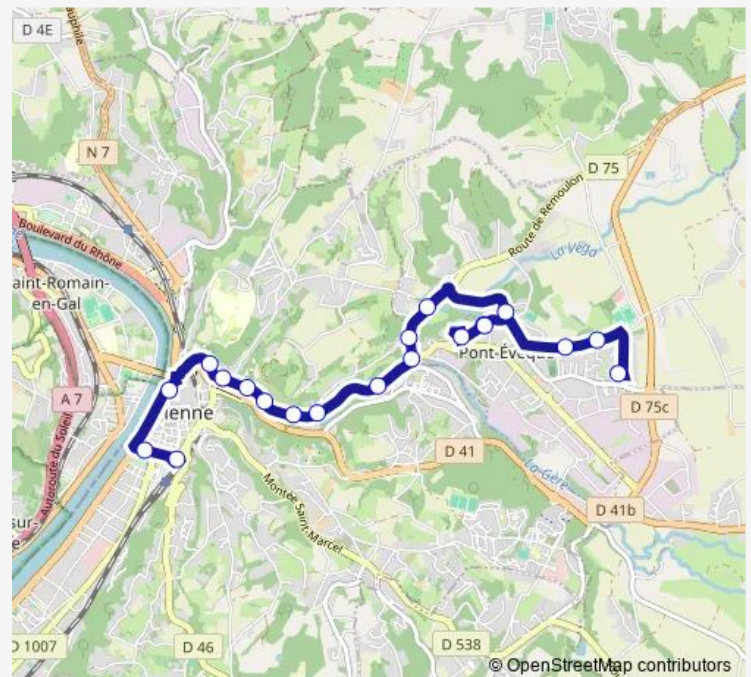 D 4E
N 7
D 75
Boulevard du Rhône
Route de Remoulon
La Véga
aint-Romain-
en-Gal
A 7
ienne
Pont-Évêque
D 75c
Autoroute du Soleil
D 41
La Gère
Montée Saint-Marcel
D 41b
sur-
e
D 1007
D 46
D 538
© OpenStreetMap contributors